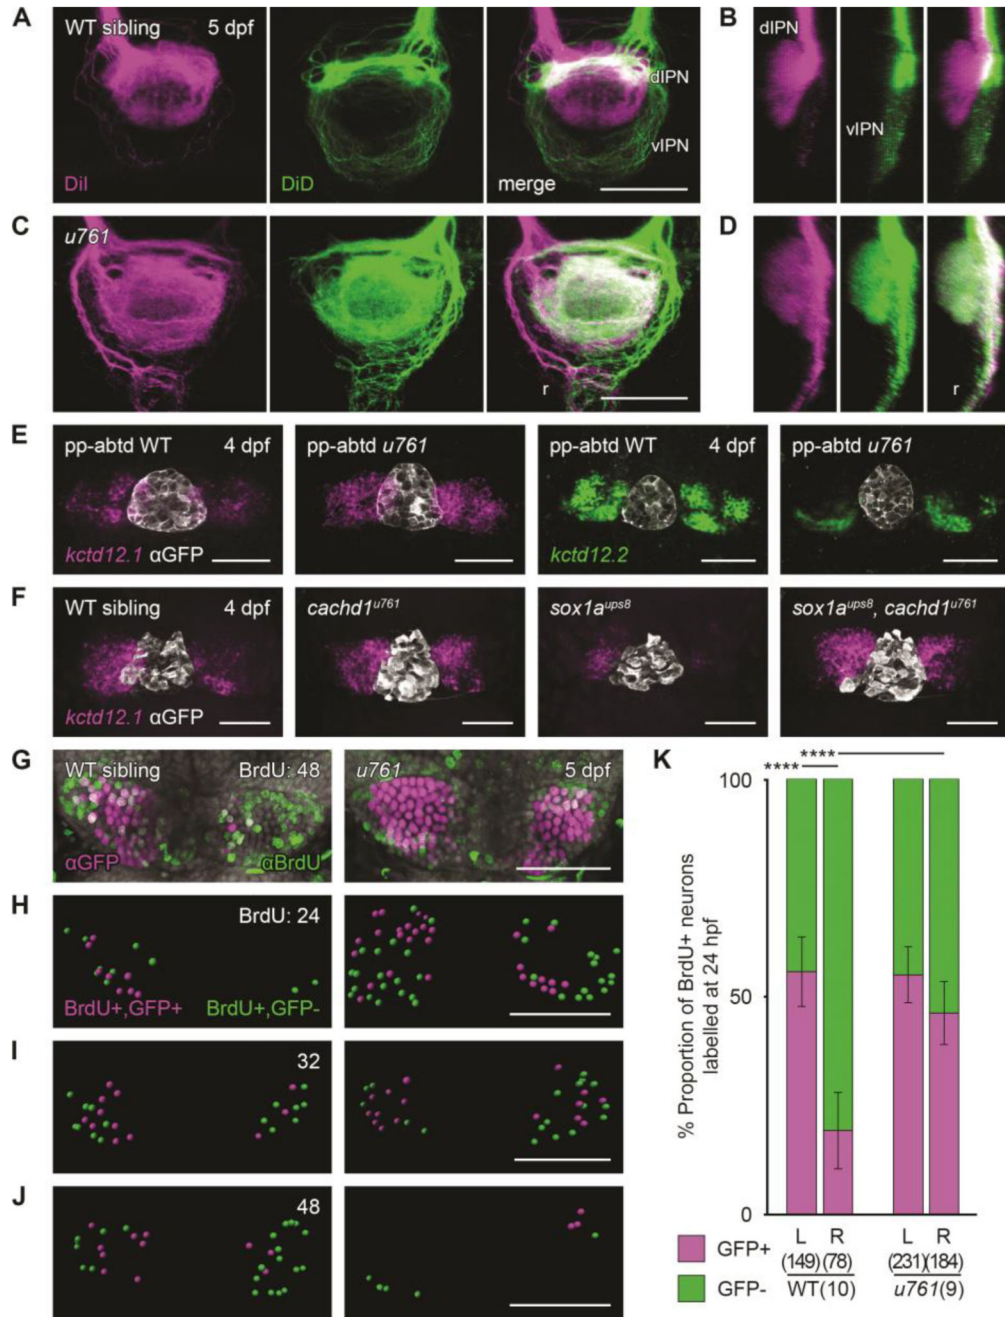 A
WT sibling 5 dpf
DiI
DiD
dIPN
vIPN
merge
B
dIPN
vIPN
C
u761
r
D
r
E
pp-abtd WT 4 dpf
kctd12.1 αGFP
pp-abtd u761
pp-abtd WT 4 dpf
kctd12.2
pp-abtd u761
F
WT sibling 4 dpf
kctd12.1 αGFP
cachd1u761
sox1aups8
sox1aups8, cachd1u761
G
WT sibling BrdU: 48
αGFP αBrdU
u761 5 dpf
H
BrdU: 24
BrdU+,GFP+ BrdU+,GFP-
I
32
J
48
K
**** ****
% Proportion of BrdU+ neurons
labelled at 24 hpf
100
50
0
L R L R
(149) (78) (231)(184)
WT(10) u761(9)
GFP+
GFP-